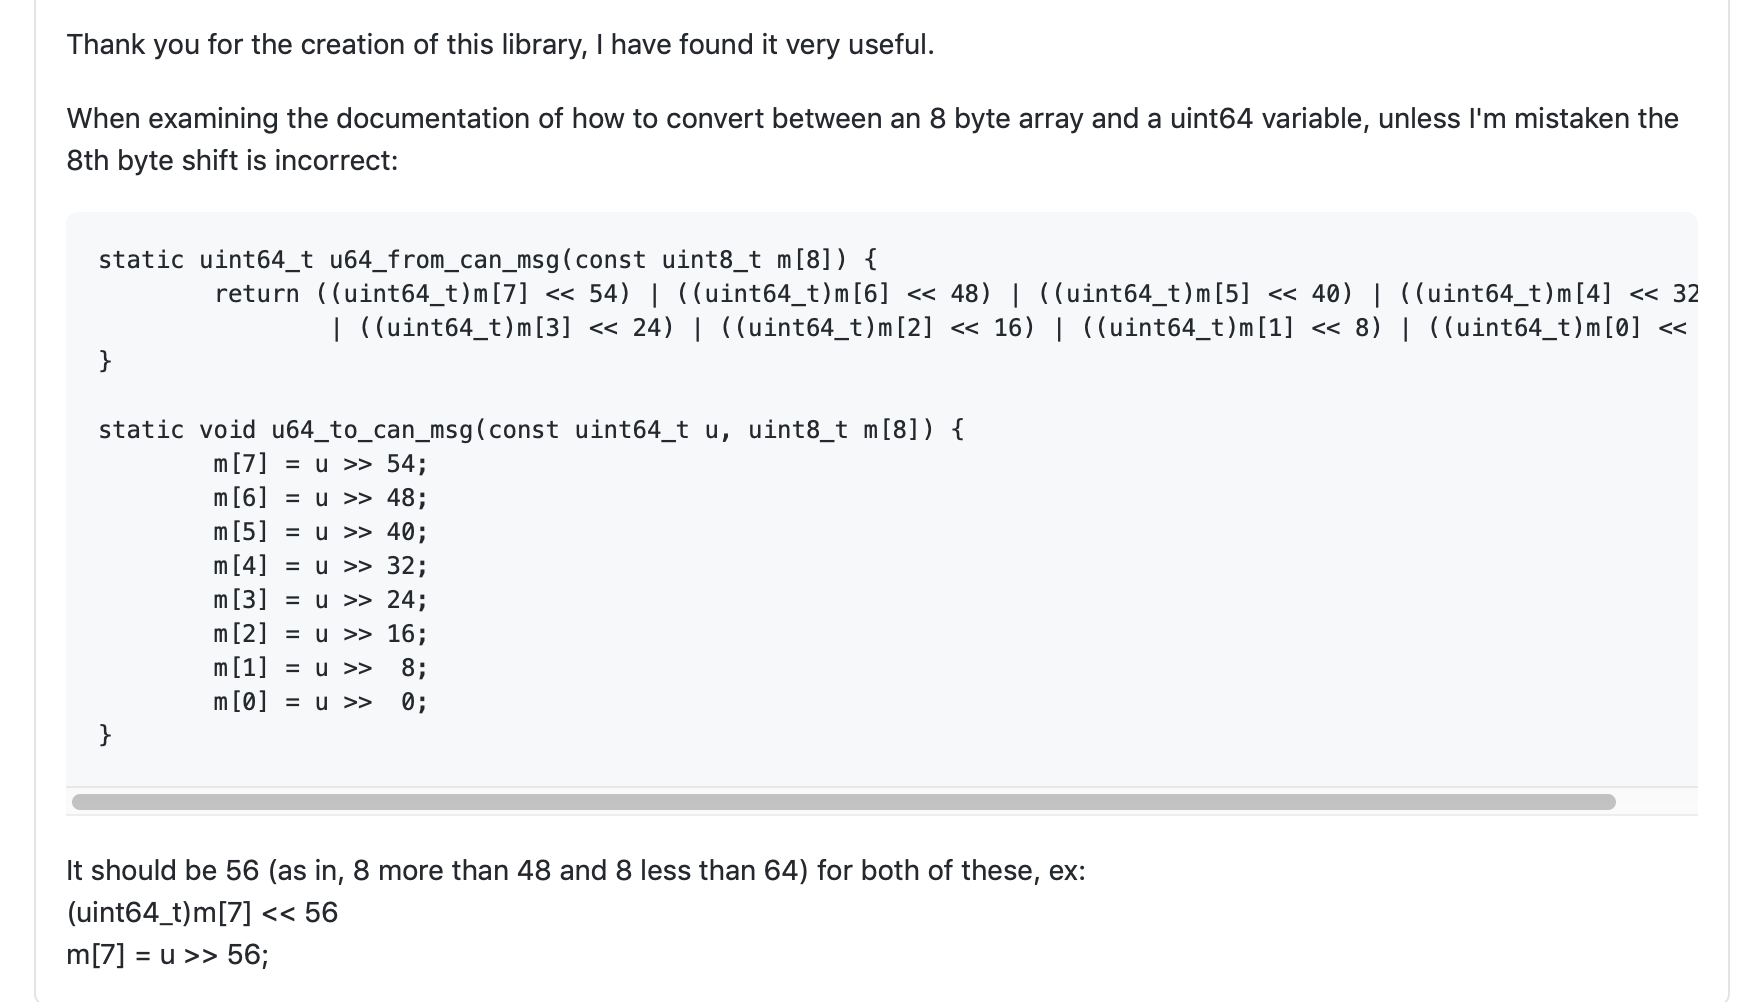 Thank you for the creation of this library, I have found it very useful.
When examining the documentation of how to convert between an 8 byte array and a uint64 variable, unless I'm mistaken the
8th byte shift is incorrect:
static uint64_t u64_from_can_msg(const uint8_t m[8]) {
        return ((uint64_t)m[7] << 54) | ((uint64_t)m[6] << 48) | ((uint64_t)m[5] << 40) | ((uint64_t)m[4] << 32
                | ((uint64_t)m[3] << 24) | ((uint64_t)m[2] << 16) | ((uint64_t)m[1] << 8) | ((uint64_t)m[0] <<
}
static void u64_to_can_msg(const uint64_t u, uint8_t m[8]) {
        m[7] = u >> 54;
        m[6] = u >> 48;
        m[5] = u >> 40;
        m[4] = u >> 32;
        m[3] = u >> 24;
        m[2] = u >> 16;
        m[1] = u >>  8;
        m[0] = u >>  0;
}
It should be 56 (as in, 8 more than 48 and 8 less than 64) for both of these, ex:
(uint64_t)m[7] << 56
m[7] = u >> 56;